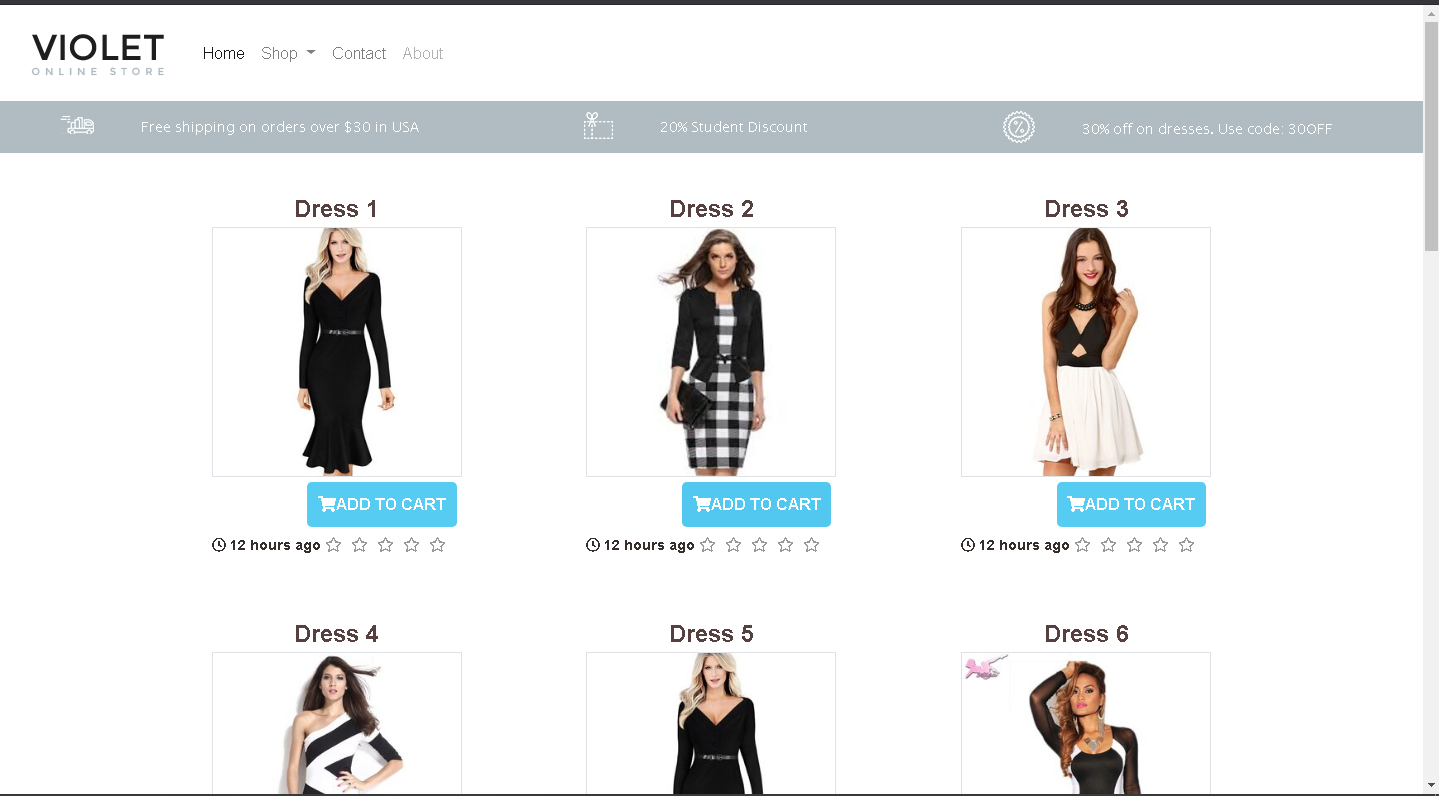 VIOLET
ONLINE STORE
Home Shop Contact About
Free shipping on orders over $30 in USA
20% Student Discount
30% off on dresses. Use code: 30OFF
Dress 1
Dress 2
Dress 3
ADD TO CART
ADD TO CART
ADD TO CART
12 hours ago
12 hours ago
12 hours ago
Dress 4
Dress 5
Dress 6